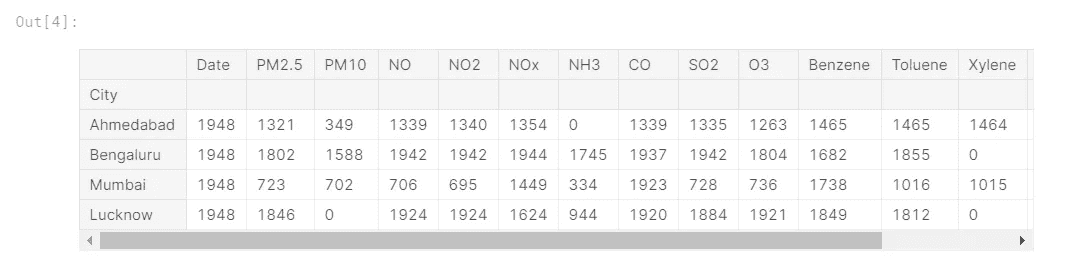 Out[4]:
Date PM2.5 PM10 NO NO2 NOx NH3 CO SO2 O3 Benzene Toluene Xylene
City
Ahmedabad 1948 1321 349 1339 1340 1354 0 1339 1335 1263 1465 1465 1464
Bengaluru 1948 1802 1588 1942 1942 1944 1745 1937 1942 1804 1682 1855 0
Mumbai 1948 723 702 706 695 1449 334 1923 728 736 1738 1016 1015
Lucknow 1948 1846 0 1924 1924 1624 944 1920 1884 1921 1849 1812 0